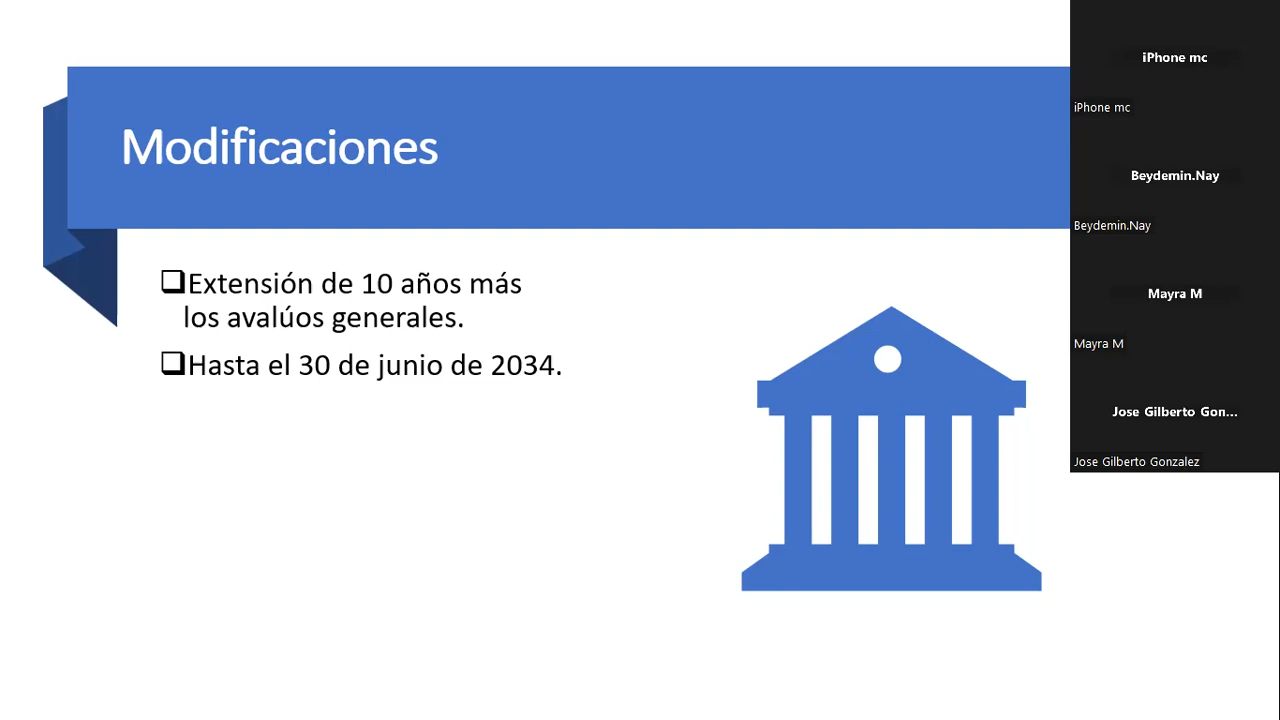 Modificaciones
Extensión de 10 años más
los avalúos generales.
Hasta el 30 de junio de 2034.
iPhone mc
iPhone mc
Beydemin.Nay
Beydemin.Nay
Mayra M
Mayra M
Jose Gilberto Gon...
Jose Gilberto Gonzalez